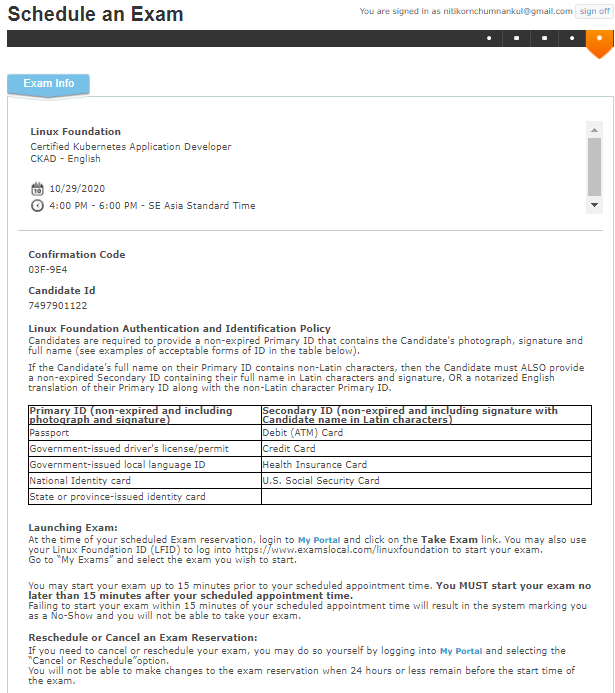 Schedule an Exam
You are signed in as nitikornchumnankul@gmail.com sign off
Exam Info
Linux Foundation
Certified Kubernetes Application Developer
CKAD - English
10/29/2020
4:00 PM - 6:00 PM - SE Asia Standard Time
Confirmation Code
03F-9E4
Candidate Id
7497901122
Linux Foundation Authentication and Identification Policy
Candidates are required to provide a non-expired Primary ID that contains the Candidate's photograph, signature and
full name (see examples of acceptable forms of ID in the table below).
If the Candidate's full name on their Primary ID contains non-Latin characters, then the Candidate must ALSO provide
a non-expired Secondary ID containing their full name in Latin characters and signature, OR a notarized English
translation of their Primary ID along with the non-Latin character Primary ID.
Primary ID (non-expired and including photograph and signature) Secondary ID (non-expired and including signature with Candidate name in Latin characters)
Passport Debit (ATM) Card
Government-issued driver's license/permit Credit Card
Government-issued local language ID Health Insurance Card
National Identity card U.S. Social Security Card
State or province-issued identity card
Launching Exam:
At the time of your scheduled Exam reservation, login to My Portal and click on the Take Exam link. You may also use
your Linux Foundation ID (LFID) to log into https://www.examslocal.com/linuxfoundation to start your exam.
Go to "My Exams" and select the exam you wish to start.
You may start your exam up to 15 minutes prior to your scheduled appointment time. You MUST start your exam no
later than 15 minutes after your scheduled appointment time.
Failing to start your exam within 15 minutes of your scheduled appointment time will result in the system marking you
as a No-Show and you will not be able to take your exam.
Reschedule or Cancel an Exam Reservation:
If you need to cancel or reschedule your exam, you may do so yourself by logging into My Portal and selecting the
"Cancel or Reschedule"option.
You will not be able to make changes to the exam reservation when 24 hours or less remain before the start time of
the exam.